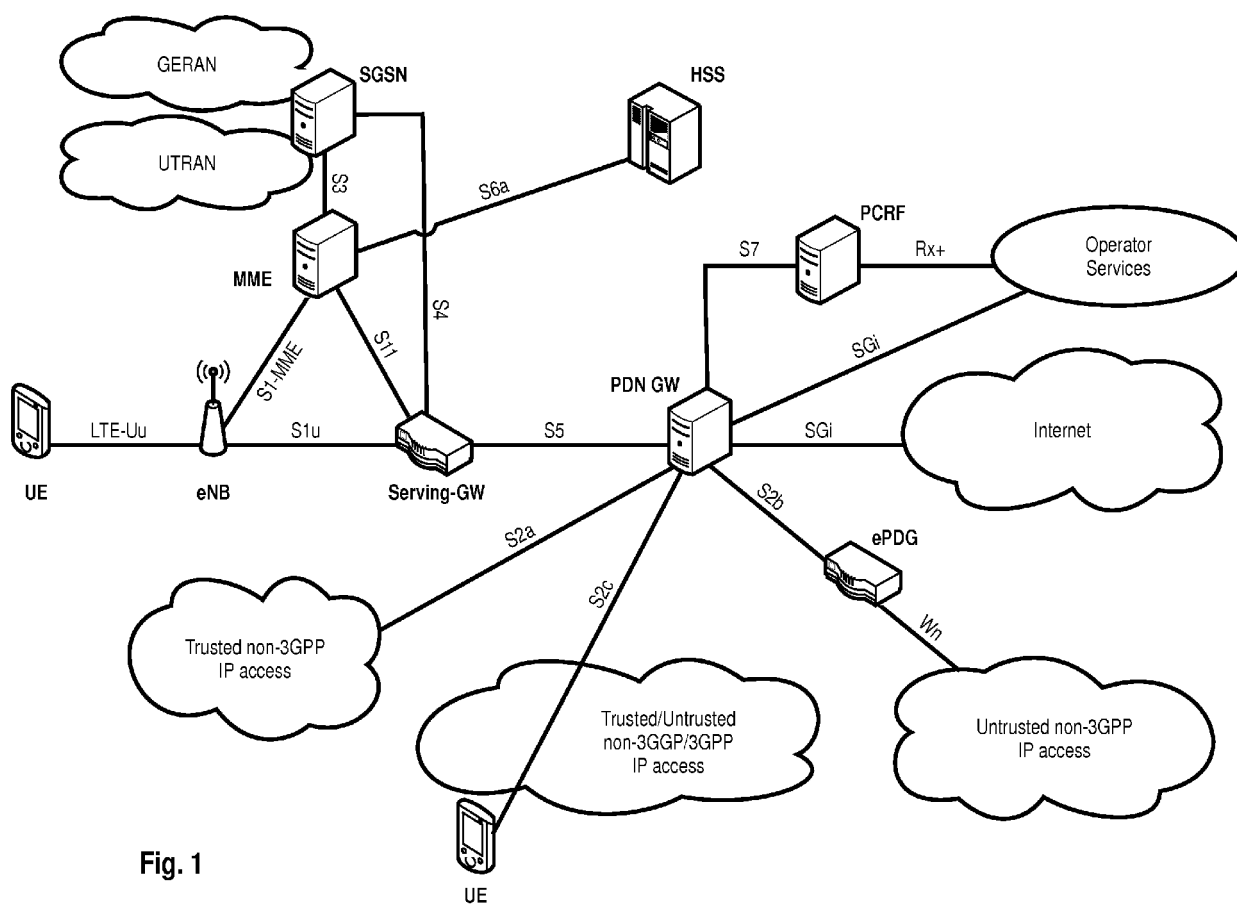 GERAN
SGSN
HSS
UTRAN
S3
S6a
PCRF
S7
Rx+
Operator
Services
MME
S4
S11
S1-MME
SGi
PDN GW
LTE-Uu
S1u
S5
SGi
Internet
UE
eNB
Serving-GW
S2b
ePDG
S2a
S2c
Wn
Trusted non-3GPP
IP access
Trusted/Untrusted
non-3GGP/3GPP
IP access
Untrusted non-3GPP
IP access
Fig. 1
UE